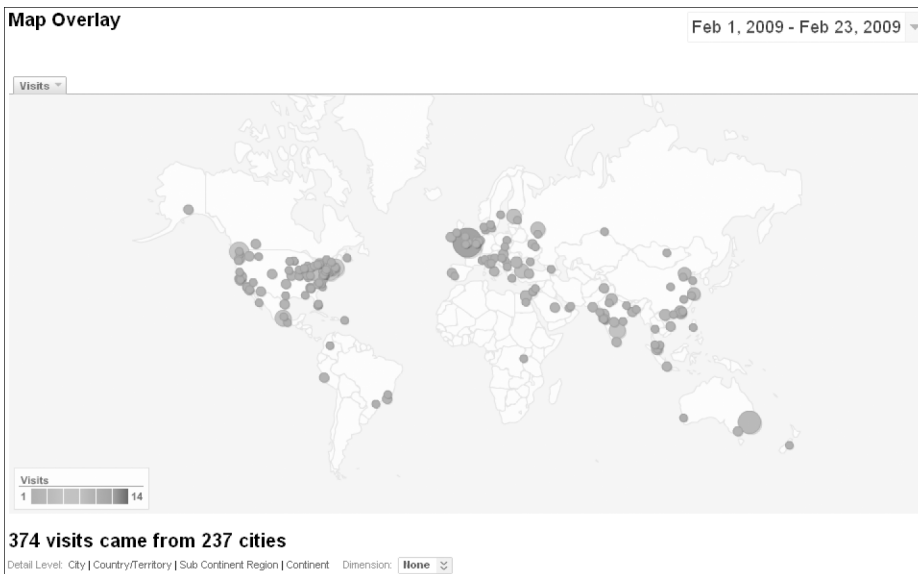 Map Overlay
Feb 1, 2009 - Feb 23, 2009
Visits
Visits
1 14
374 visits came from 237 cities
Detail Level: City | Country/Territory | Sub Continent Region | Continent Dimension: None